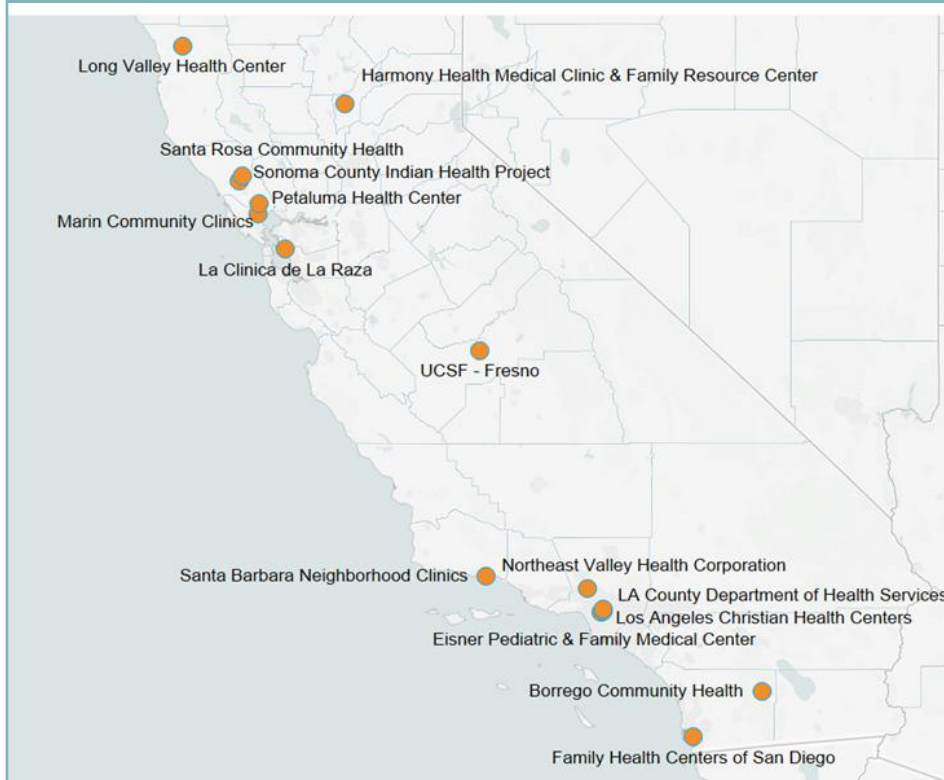 Long Valley Health Center
Harmony Health Medical Clinic & Family Resource Center
Santa Rosa Community Health
Sonoma County Indian Health Project
Petaluma Health Center
Marin Community Clinics
La Clinica de La Raza
UCSF - Fresno
Northeast Valley Health Corporation
Santa Barbara Neighborhood Clinics
LA County Department of Health Services
Los Angeles Christian Health Centers
Eisner Pediatric & Family Medical Center
Borrego Community Health
Family Health Centers of San Diego